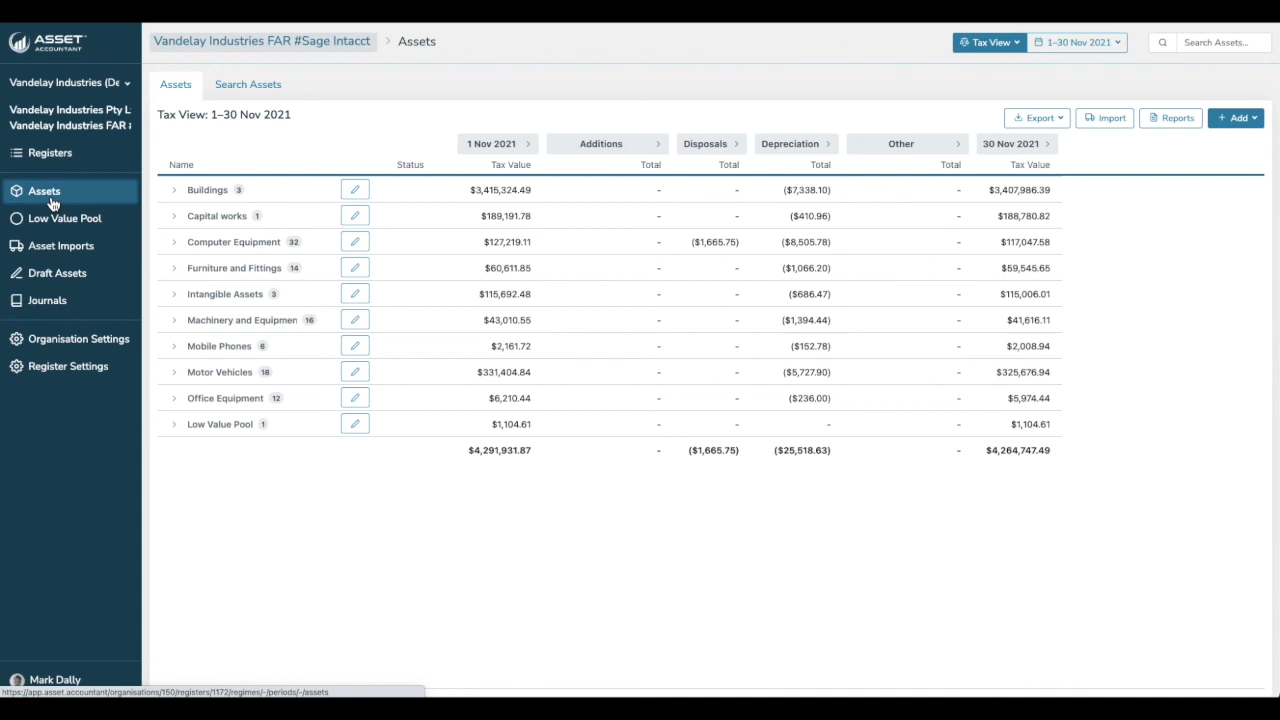 ASSET
ACCOUNTANT
Vandelay Industries FAR #Sage Intacct > Assets
Tax View
1–30 Nov 2021
Search Assets...
Vandelay Industries (De
Vandelay Industries Pty L
Vandelay Industries FAR
Registers
Assets
Low Value Pool
Asset Imports
Draft Assets
Journals
Organisation Settings
Register Settings
Mark Dally
Assets Search Assets
Tax View: 1–30 Nov 2021
Export Import Reports + Add
1 Nov 2021 Additions Disposals Depreciation Other 30 Nov 2021
Name Status Tax Value Total Total Total Total Tax Value
Buildings 3 $3,415,324.49 - - ($7,338.10) - $3,407,986.39
Capital works 1 $189,191.78 - - ($410.96) - $188,780.82
Computer Equipment 32 $127,219.11 - ($1,665.75) ($8,505.78) - $117,047.58
Furniture and Fittings 14 $60,611.85 - - ($1,066.20) - $59,545.65
Intangible Assets 3 $115,692.48 - - ($686.47) - $115,006.01
Machinery and Equipmen 16 $43,010.55 - - ($1,394.44) - $41,616.11
Mobile Phones 6 $2,161.72 - - ($152.78) - $2,008.94
Motor Vehicles 18 $331,404.84 - - ($5,727.90) - $325,676.94
Office Equipment 12 $6,210.44 - - ($236.00) - $5,974.44
Low Value Pool 1 $1,104.61 - - - - $1,104.61
$4,291,931.87 - ($1,665.75) ($25,518.63) - $4,264,747.49
https://app.asset.accountant/organisations/150/registers/1172/regimes/-/periods/-/assets